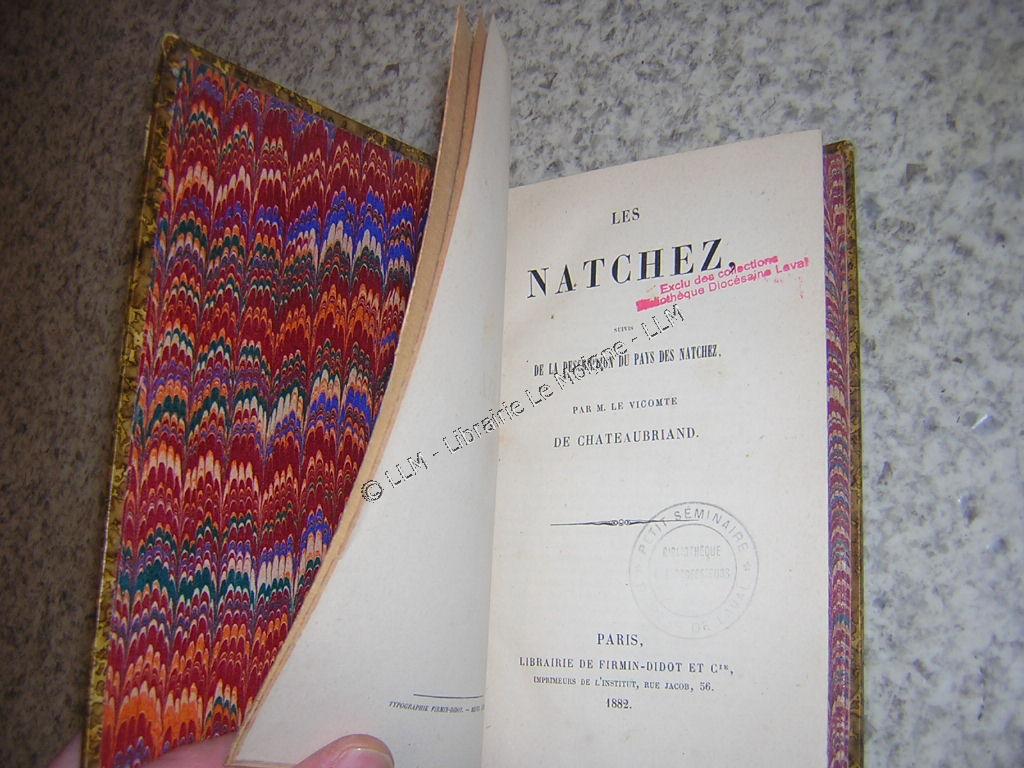 LES
NATCHEZ,
Exclu des collections
Bibliothèque Diocésaine Laval
SUIVIS
DE LA DESCRIPTION DU PAYS DES NATCHEZ,
PAR M. LE VICOMTE
DE CHATEAUBRIAND.
© LLM - Librairie Le Moigne - LLM
PETIT SÉMINAIRE
BIBLIOTHÈQUE
DE LAVAL
PARIS,
LIBRAIRIE DE FIRMIN-DIDOT ET Cie,
IMPRIMEURS DE L'INSTITUT, RUE JACOB, 56.
1882.
TYPOGRAPHIE FIRMIN-DIDOT. —